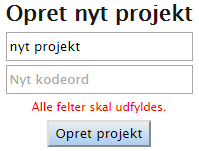 Opret nyt projekt
nyt projekt
Nyt kodeord
Alle felter skal udfyldes.
Opret projekt